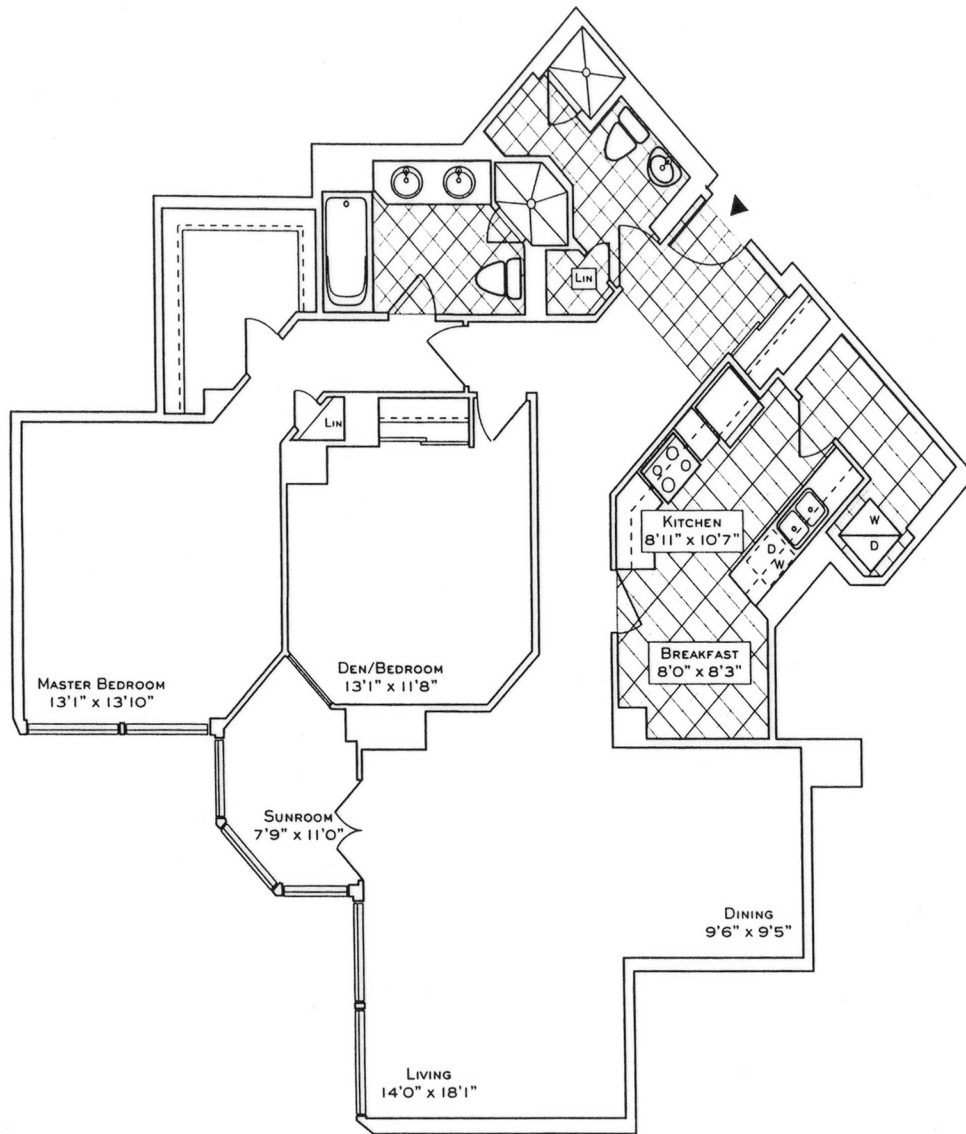 LIN
LIN
W
D
KITCHEN
8'11" x 10'7"
D
W
BREAKFAST
8'0" x 8'3"
DEN/BEDROOM
13'1" x 11'8"
MASTER BEDROOM
13'1" x 13'10"
SUNROOM
7'9" x 11'0"
DINING
9'6" x 9'5"
LIVING
14'0" x 18'1"